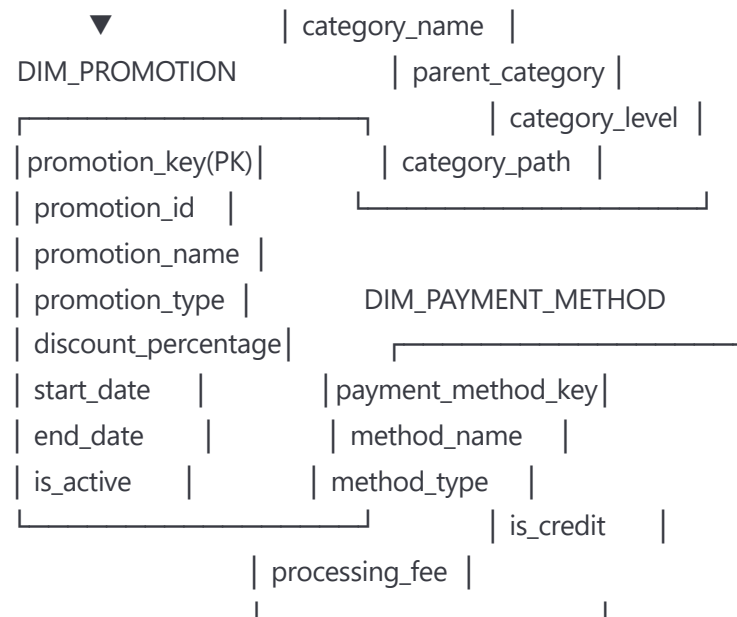 ▼ │ category_name │
DIM_PROMOTION │ parent_category │
┌─────────────────┐ │ category_level │
│promotion_key(PK)│ │ category_path │
│ promotion_id │ └─────────────────┘
│ promotion_name │
│ promotion_type │ DIM_PAYMENT_METHOD
│ discount_percentage│ ┌─────────────────
│ start_date │ │payment_method_key│
│ end_date │ │ method_name │
│ is_active │ │ method_type │
└─────────────────┘ │ is_credit │
│ processing_fee │